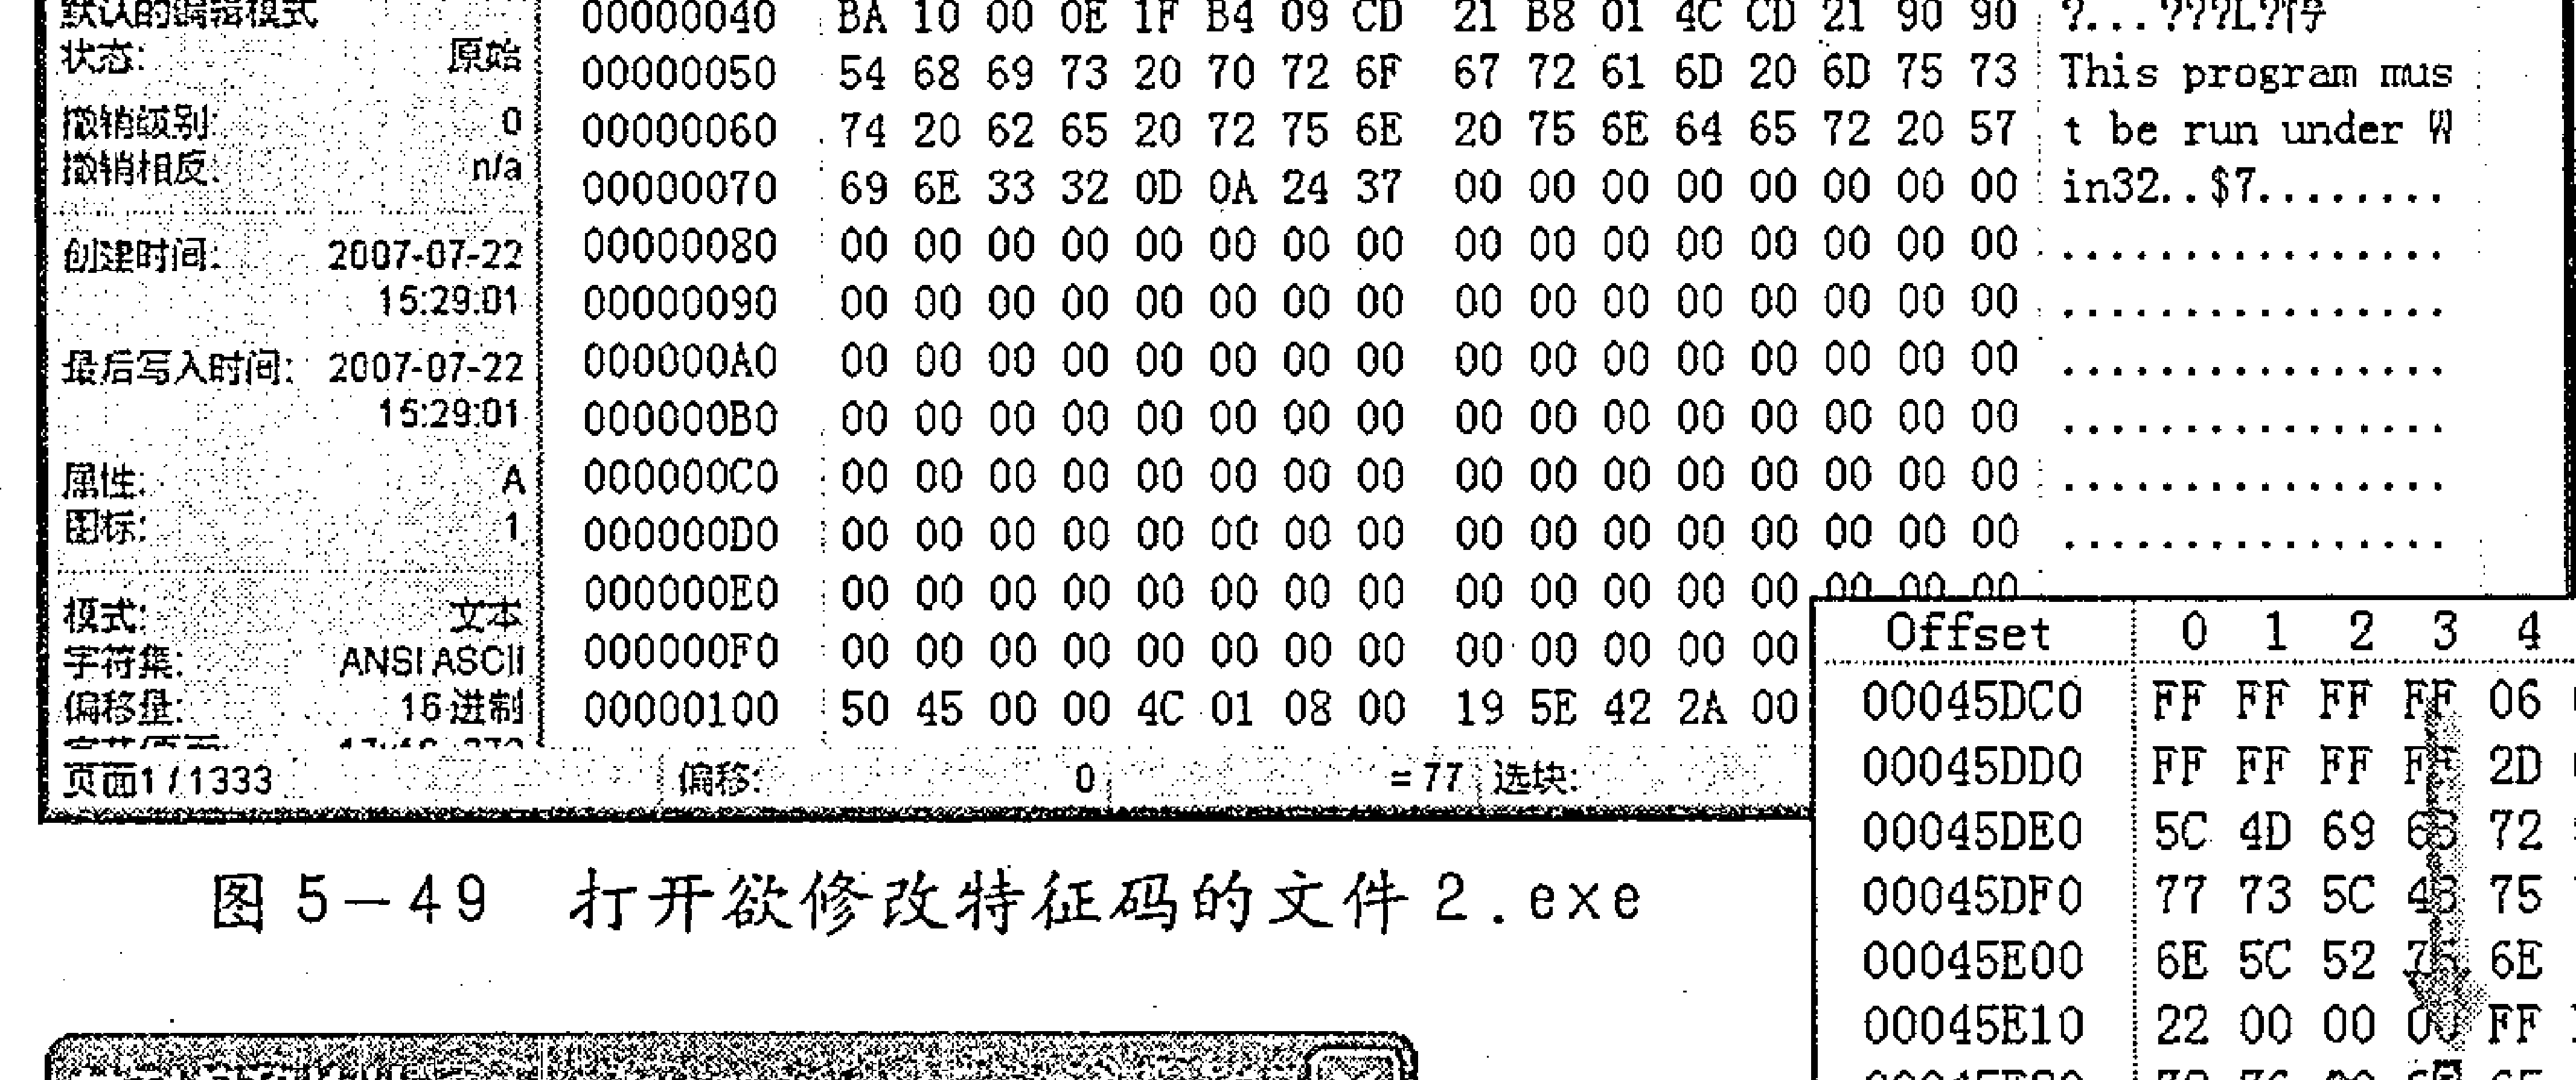 默认的编辑模式
状态: 原始
撤销级别: 0
撤销相反: n/a
创建时间: 2007-07-22
15:29:01
最后写入时间: 2007-07-22
15:29:01
属性: A
图标: 1
模式: 文本
字符集: ANSI ASCII
偏移量: 16进制
页面1 / 1333
00000040 BA 10 00 0E 1F B4 09 CD 21 B8 01 4C CD 21 90 90
00000050 54 68 69 73 20 70 72 6F 67 72 61 6D 20 6D 75 73 This program mus
00000060 74 20 62 65 20 72 75 6E 20 75 6E 64 65 72 20 57 t be run under W
00000070 69 6E 33 32 0D 0A 24 37 00 00 00 00 00 00 00 00 in32..$7........
00000080 00 00 00 00 00 00 00 00 00 00 00 00 00 00 00 00 ................
00000090 00 00 00 00 00 00 00 00 00 00 00 00 00 00 00 00 ................
000000A0 00 00 00 00 00 00 00 00 00 00 00 00 00 00 00 00 ................
000000B0 00 00 00 00 00 00 00 00 00 00 00 00 00 00 00 00 ................
000000C0 00 00 00 00 00 00 00 00 00 00 00 00 00 00 00 00 ................
000000D0 00 00 00 00 00 00 00 00 00 00 00 00 00 00 00 00 ................
000000E0 00 00 00 00 00 00 00 00 00 00 00 00 00 00 00 00
000000F0 00 00 00 00 00 00 00 00 00 00 00 00 00
00000100 50 45 00 00 4C 01 08 00 19 5E 42 2A 00
偏移: 0 = 77 选块:
图 5-49 打开欲修改特征码的文件 2.exe
Offset 0 1 2 3 4
00045DC0 FF FF FF FF 06
00045DD0 FF FF FF FF 2D
00045DE0 5C 4D 69 63 72
00045DF0 77 73 5C 43 75
00045E00 6E 5C 52 75 6E
00045E10 22 00 00 00 FF